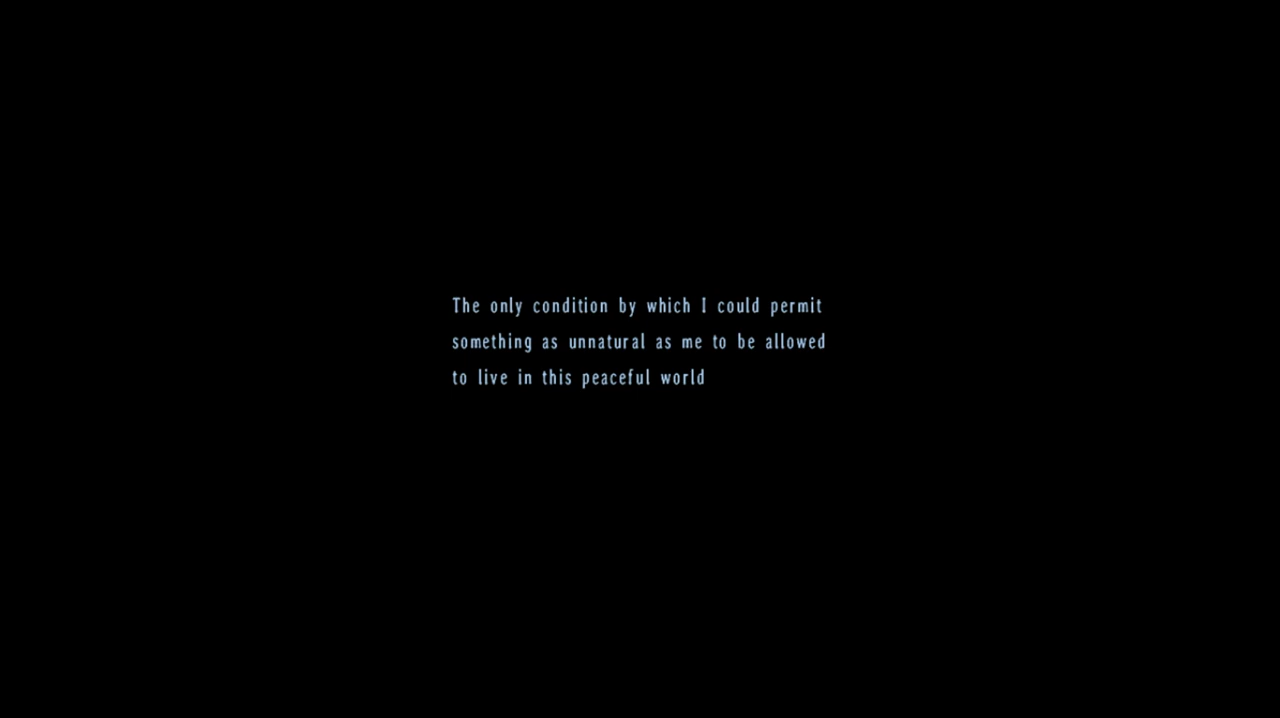 The only condition by which I could permit
something as unnatural as me to be allowed
to live in this peaceful world